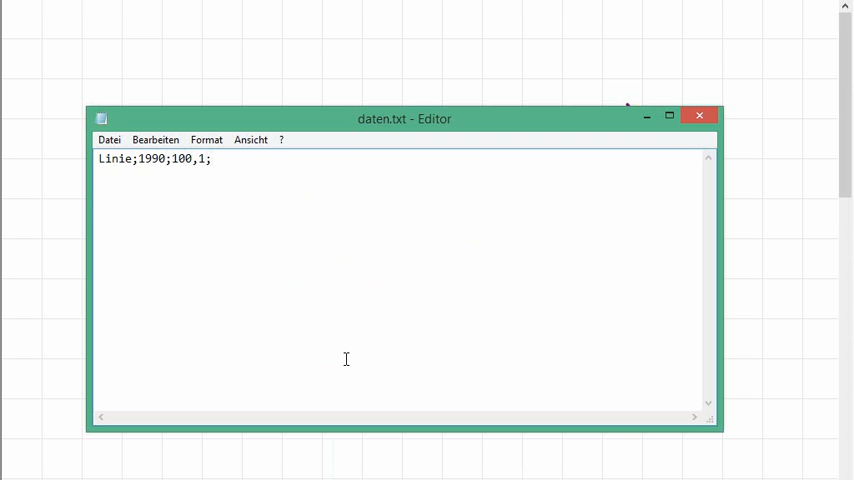 daten.txt - Editor
Datei Bearbeiten Format Ansicht ?
Linie;1990;100,1;